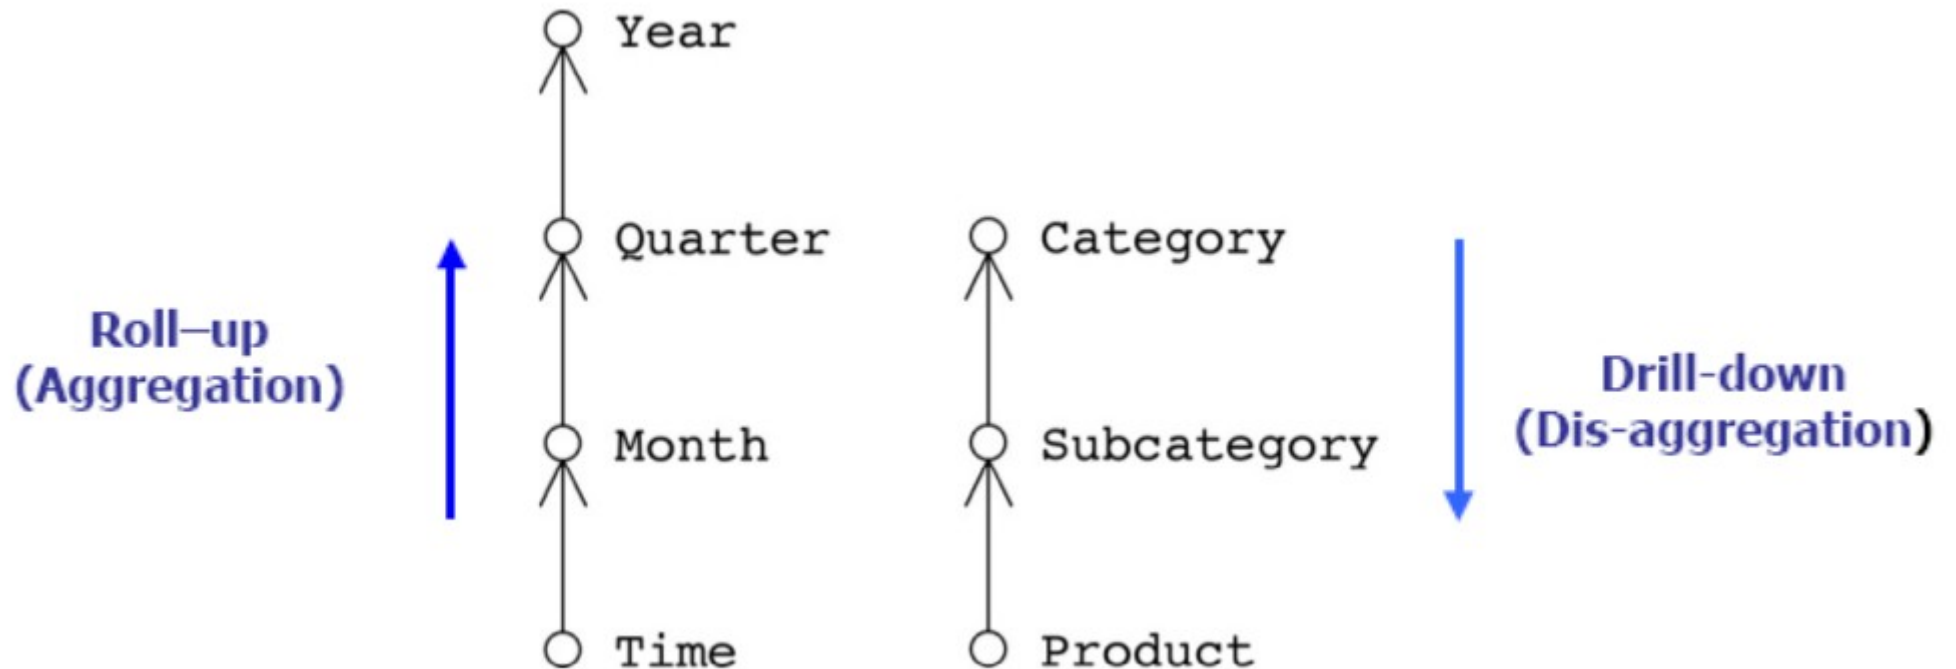 Year
Quarter
Category
Roll–up
(Aggregation)
Drill-down
(Dis-aggregation)
Month
Subcategory
Time
Product